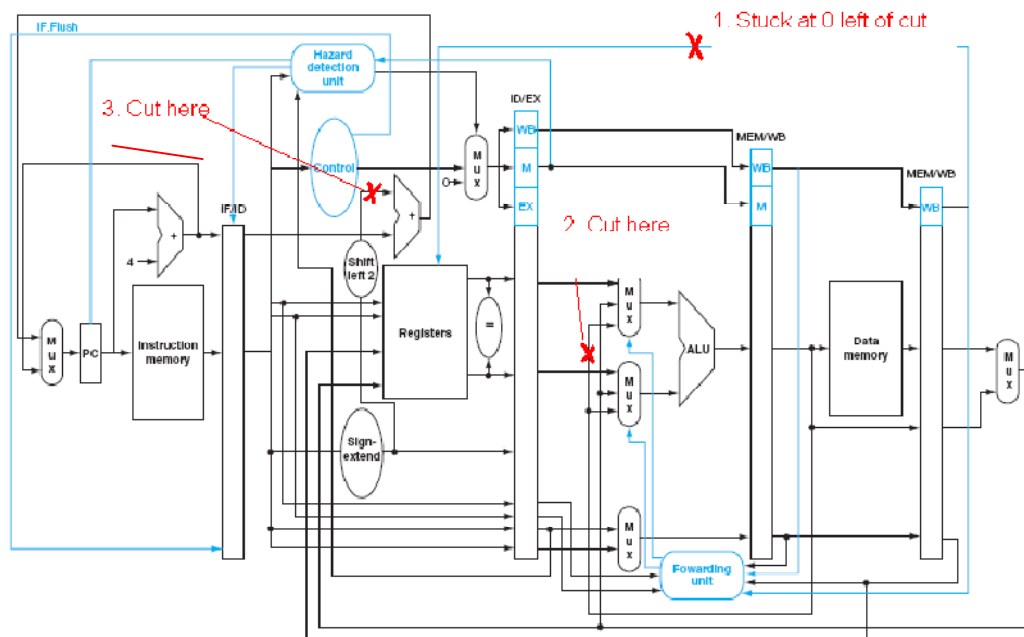 1. Stuck at 0 left of cut
IF.Flush
Hazard
detection
unit
3. Cut here
ID/EX
WB
M
EX
MEM/WB
WB
M
MEM/WB
WB
Control
M
u
x
0
IF/ID
+
+
4
Shift
left 2
2. Cut here
M
u
x
PC
Instruction
memory
Registers
=
M
u
x
M
u
x
ALU
Data
memory
M
u
x
Sign-
extend
M
u
x
Fowarding
unit